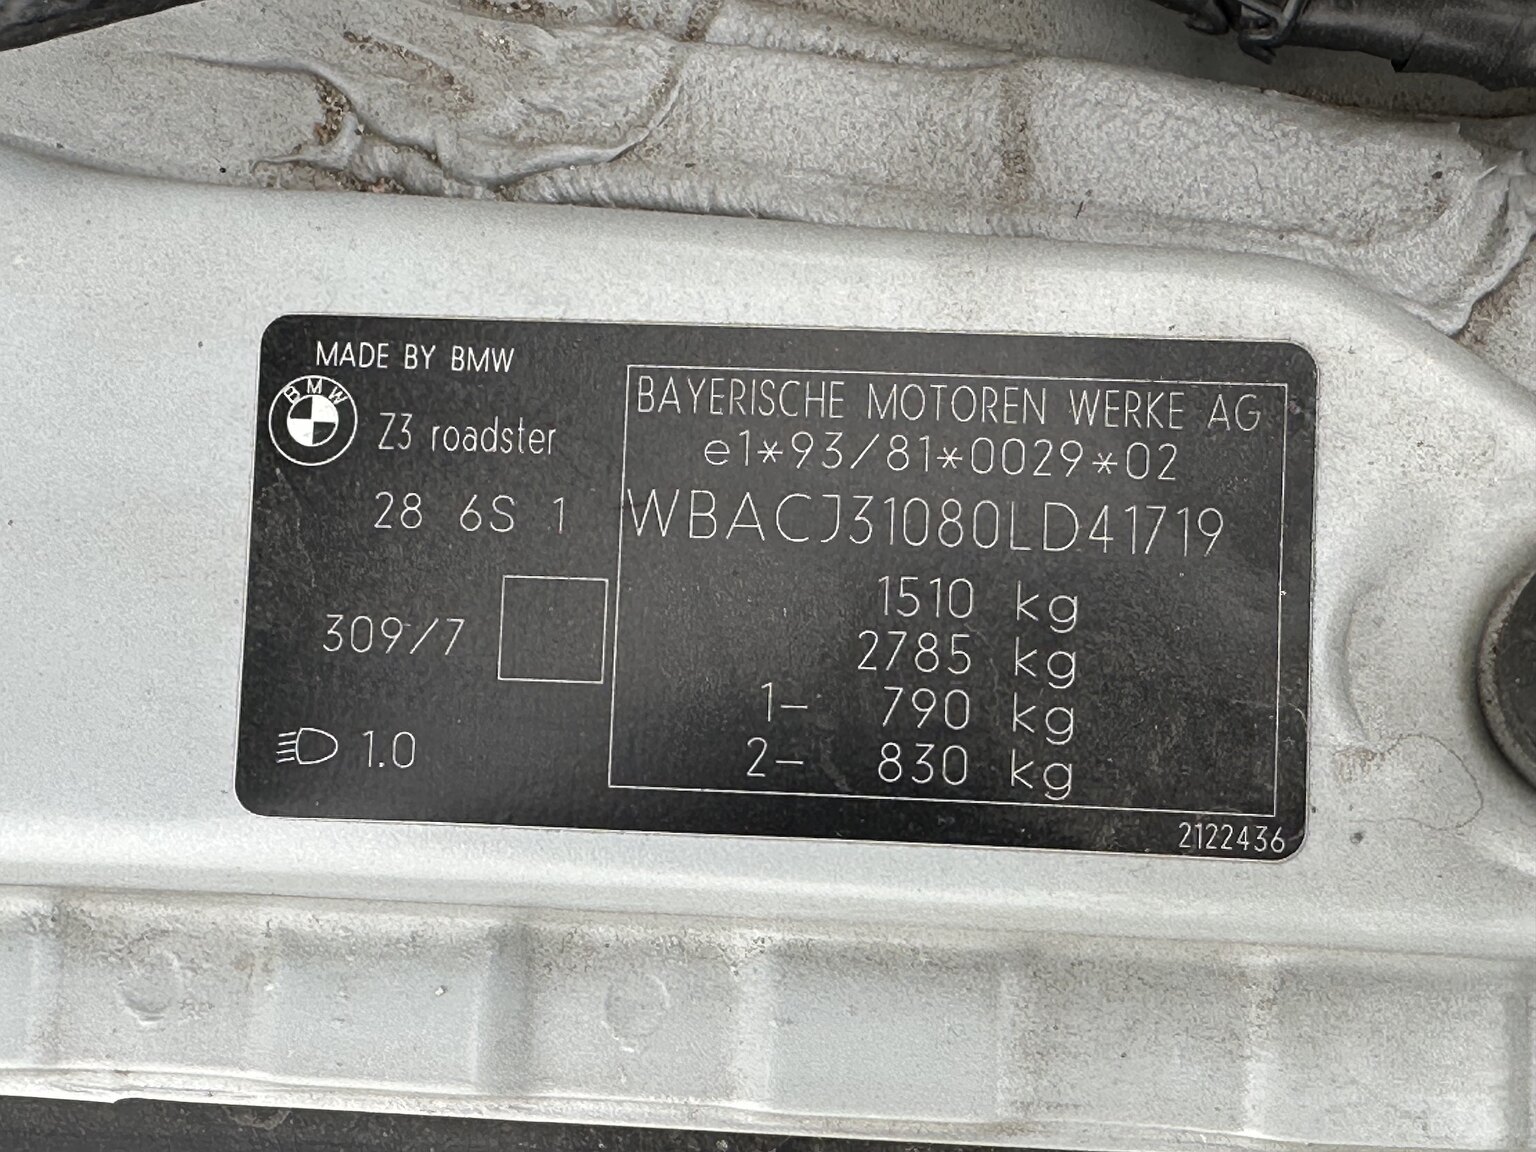 MADE BY BMW
BMW
Z3 roadster
28 6S 1
309/7
1.0
BAYERISCHE MOTOREN WERKE AG
e1*93/81*0029*02
WBACJ31080LD41719
1510 kg
2785 kg
1- 790 kg
2- 830 kg
2122436